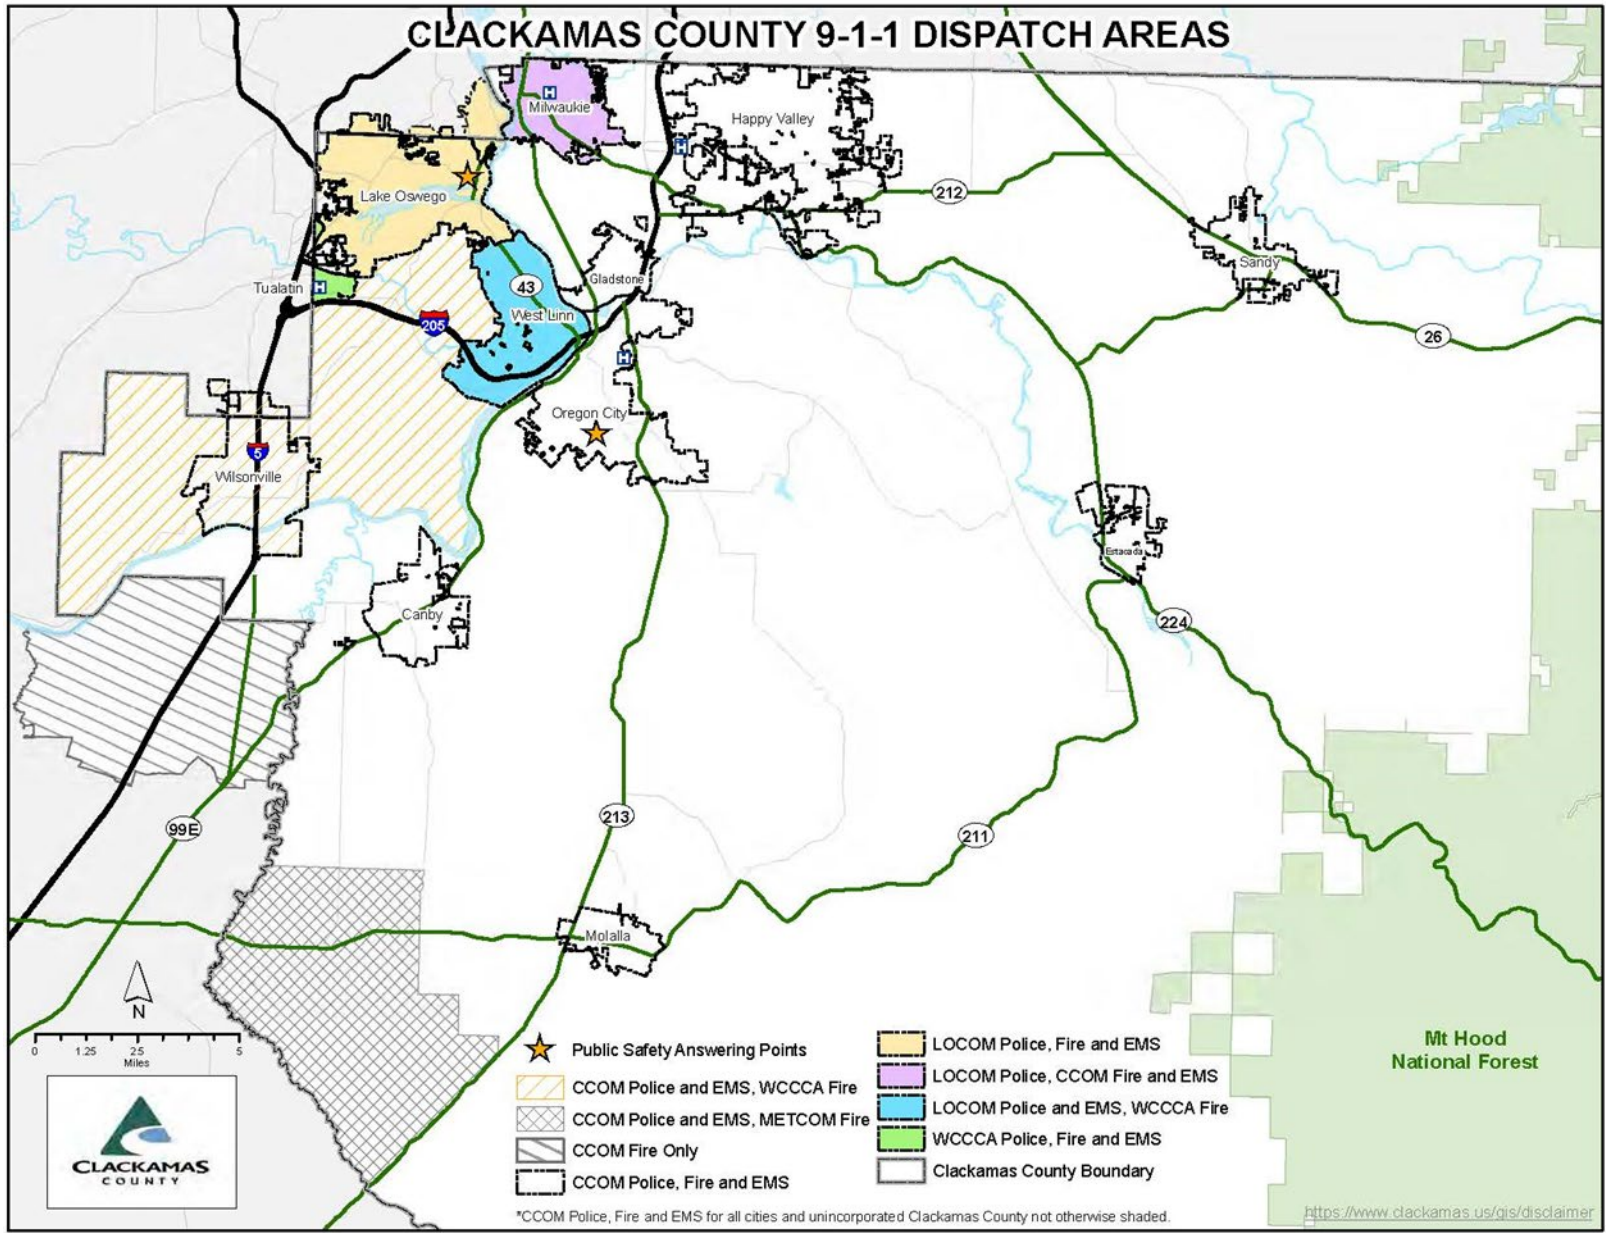 CLACKAMAS COUNTY 9-1-1 DISPATCH AREAS
H
Milwaukie
Happy Valley
H
Lake Oswego
212
Sandy
Tualatin
H
43
Gladstone
West Linn
205
26
H
Oregon City
5
Wilsonville
Estacada
Canby
224
213
99E
211
Molalla
N
0 1.25 2.5 5
Miles
CLACKAMAS
COUNTY
Public Safety Answering Points
CCOM Police and EMS, WCCCA Fire
CCOM Police and EMS, METCOM Fire
CCOM Fire Only
CCOM Police, Fire and EMS
LOCOM Police, Fire and EMS
LOCOM Police, CCOM Fire and EMS
LOCOM Police and EMS, WCCCA Fire
WCCCA Police, Fire and EMS
Clackamas County Boundary
*CCOM Police, Fire and EMS for all cities and unincorporated Clackamas County not otherwise shaded.
Mt Hood
National Forest
https://www.clackamas.us/gis/disclaimer